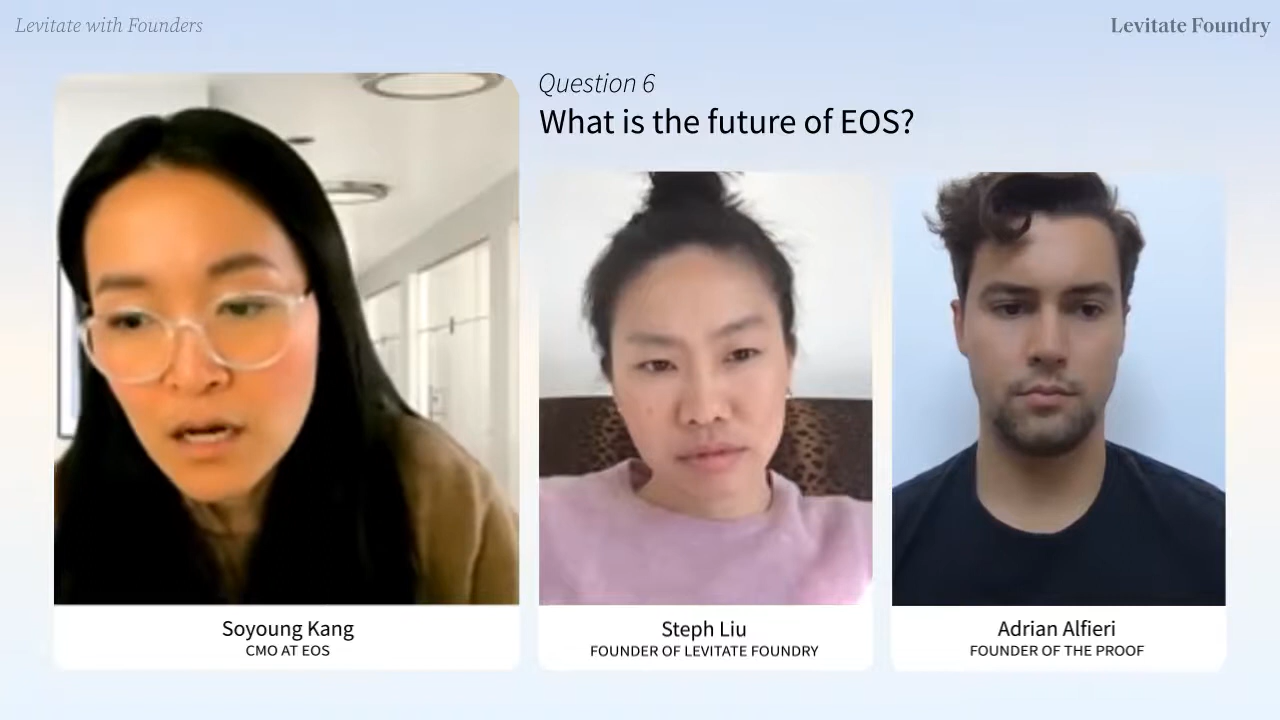 Levitate with Founders
Levitate Foundry
Question 6
What is the future of EOS?
Soyoung Kang
CMO AT EOS
Steph Liu
FOUNDER OF LEVITATE FOUNDRY
Adrian Alfieri
FOUNDER OF THE PROOF